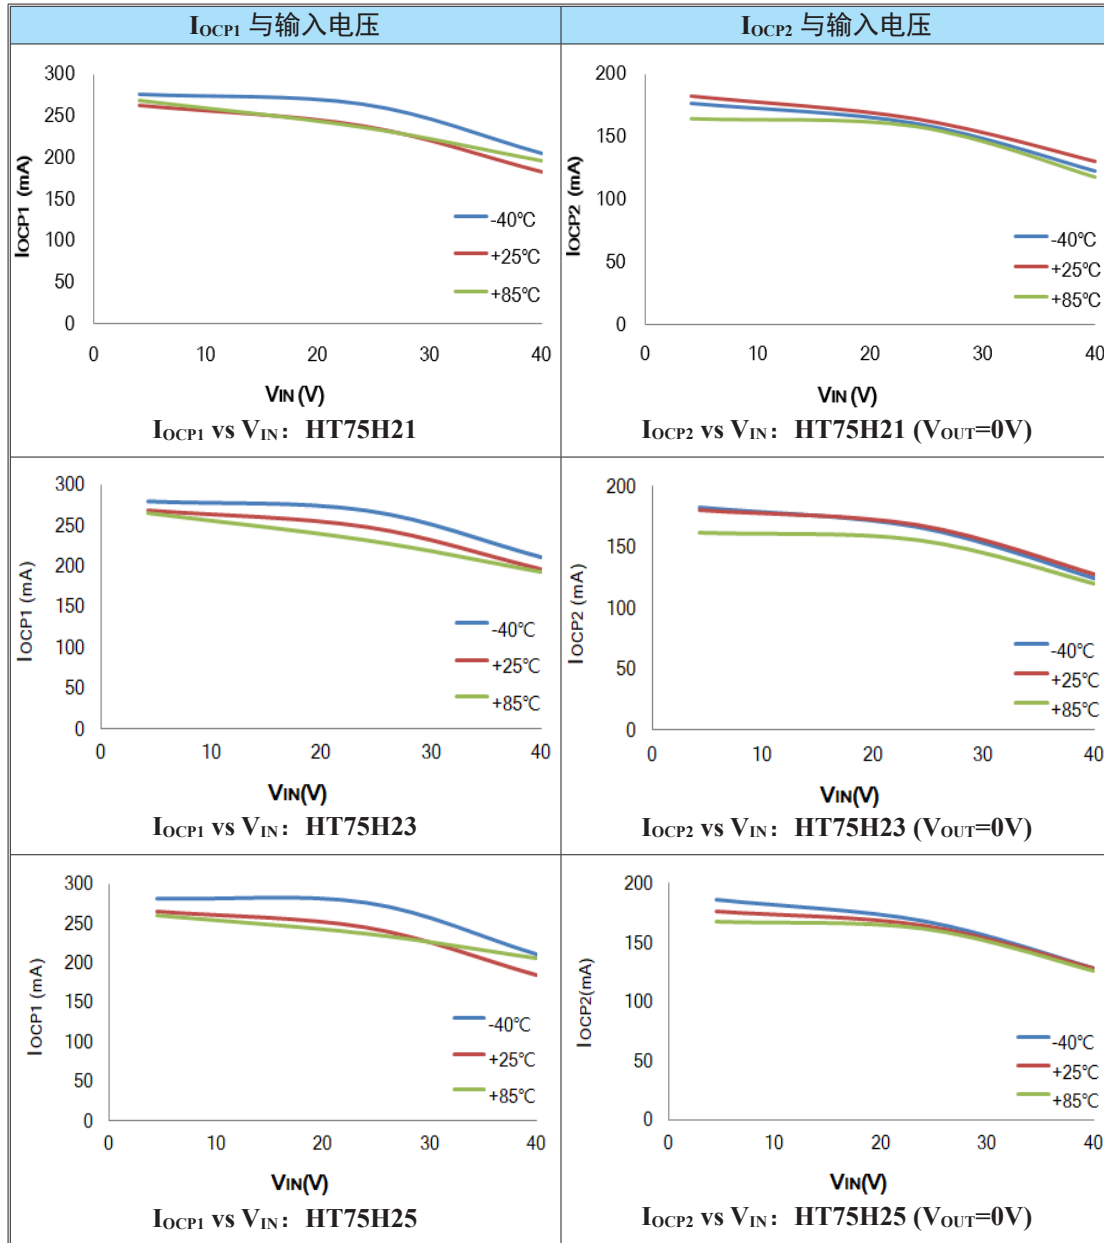 IOCP1 与输入电压
IOCP2 与输入电压
300
250
200
150
100
50
0
IOCP1 (mA)
-40℃
+25℃
+85℃
0 10 20 30 40
VIN (V)
IOCP1 vs VIN：HT75H21
200
150
100
50
0
IOCP2 (mA)
-40℃
+25℃
+85℃
0 10 20 30 40
VIN (V)
IOCP2 vs VIN：HT75H21 (VOUT=0V)
300
250
200
150
100
50
0
IOCP1 (mA)
-40℃
+25℃
+85℃
0 10 20 30 40
VIN(V)
IOCP1 vs VIN：HT75H23
200
150
100
50
0
IOCP2 (mA)
-40℃
+25℃
+85℃
0 10 20 30 40
VIN(V)
IOCP2 vs VIN：HT75H23 (VOUT=0V)
300
250
200
150
100
50
0
IOCP1 (mA)
-40℃
+25℃
+85℃
0 10 20 30 40
VIN(V)
IOCP1 vs VIN：HT75H25
200
150
100
50
0
IOCP2(mA)
-40℃
+25℃
+85℃
0 10 20 30 40
VIN(V)
IOCP2 vs VIN：HT75H25 (VOUT=0V)